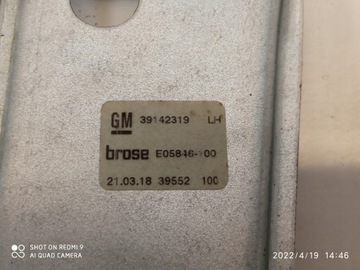 GM 39142319 LH
brose E05846-100
21.03.18 39552 100
SHOT ON REDMI 9
AI QUAD CAMERA
2022/4/19 14:46